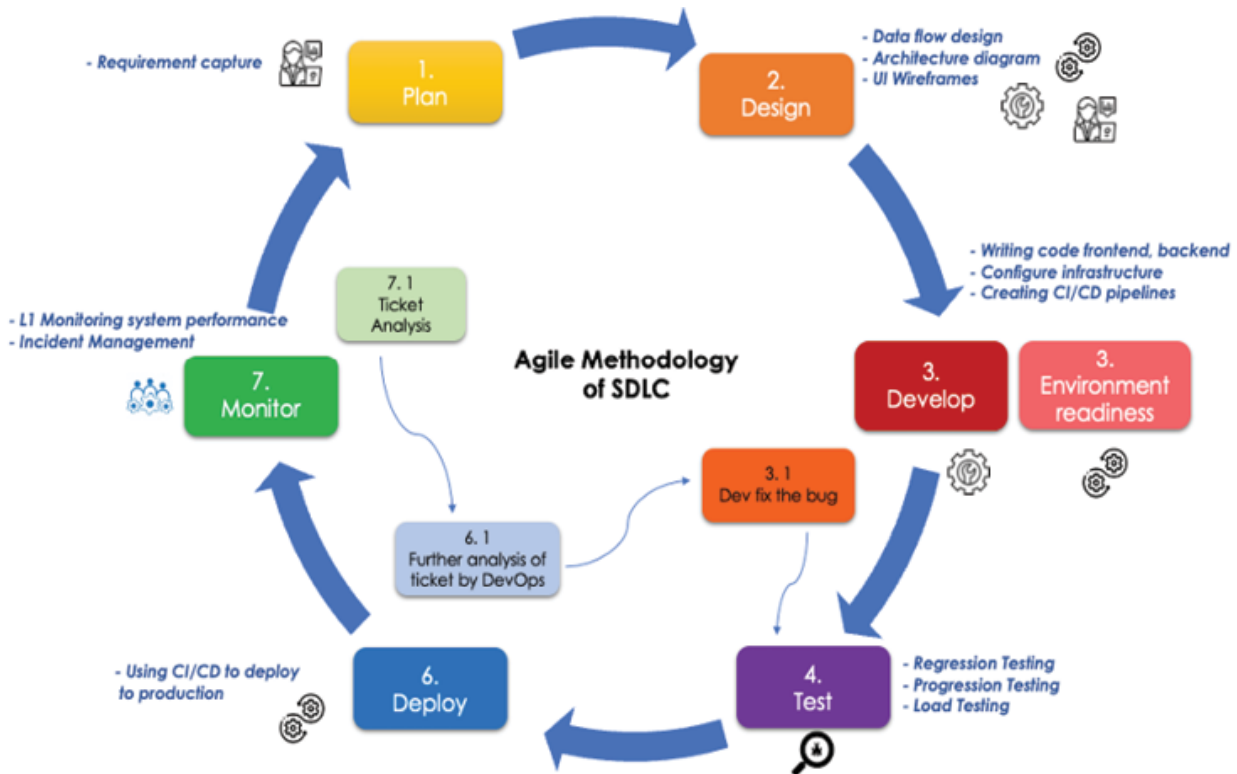 - Requirement capture
1.
Plan
2.
Design
- Data flow design
- Architecture diagram
- UI Wireframes
- Writing code frontend, backend
- Configure infrastructure
- Creating CI/CD pipelines
3.
Develop
3.
Environment
readiness
Agile Methodology
of SDLC
7. 1
Ticket
Analysis
- L1 Monitoring system performance
- Incident Management
7.
Monitor
6. 1
Further analysis of
ticket by DevOps
3. 1
Dev fix the bug
4.
Test
- Regression Testing
- Progression Testing
- Load Testing
6.
Deploy
- Using CI/CD to deploy
to production